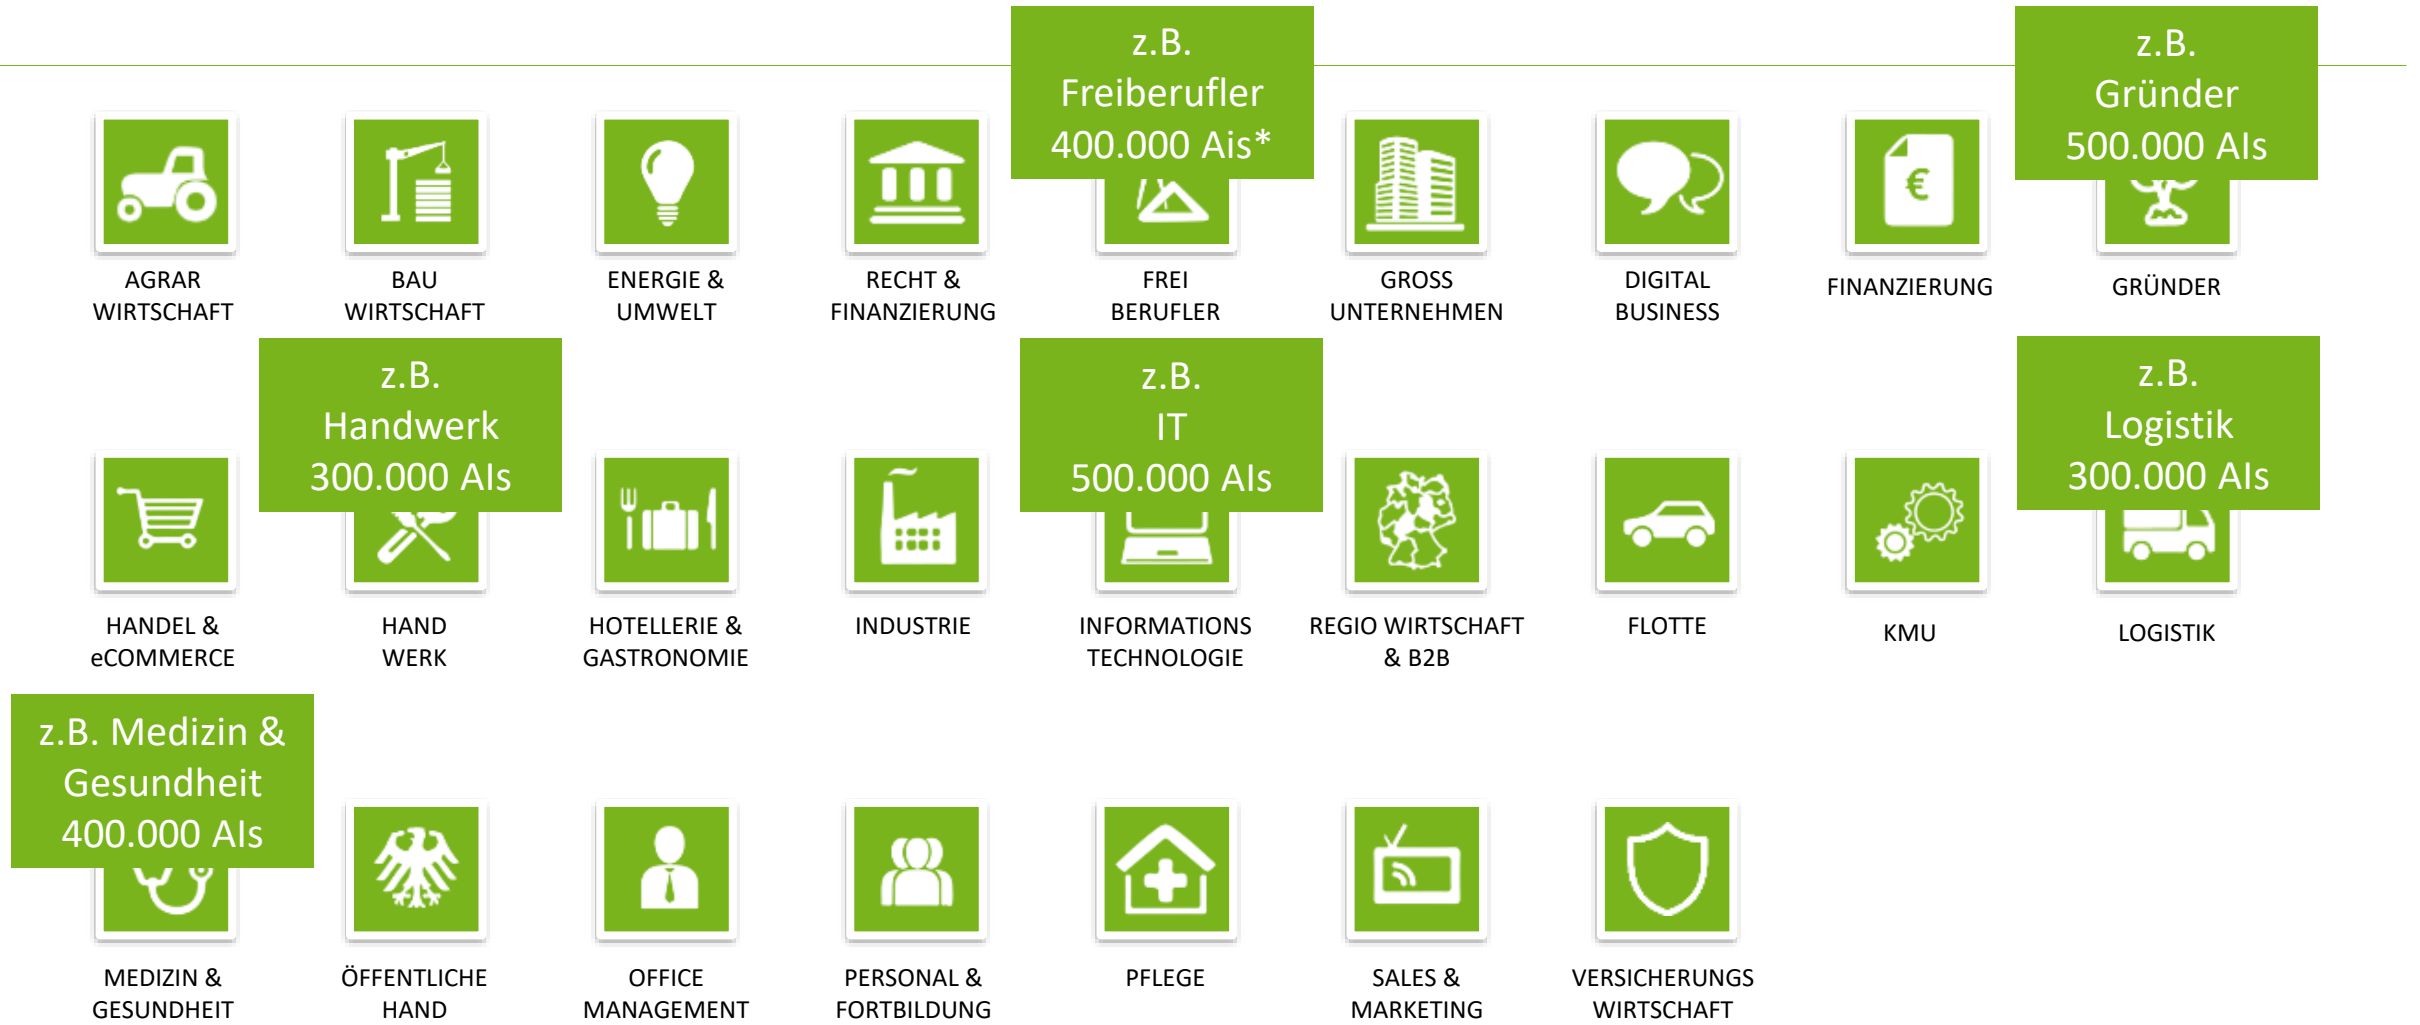 z.B.
Freiberufler
400.000 Ais*
z.B.
Gründer
500.000 AIs
AGRAR
WIRTSCHAFT
BAU
WIRTSCHAFT
ENERGIE &
UMWELT
RECHT &
FINANZIERUNG
FREI
BERUFLER
GROSS
UNTERNEHMEN
DIGITAL
BUSINESS
FINANZIERUNG
GRÜNDER
z.B.
Handwerk
300.000 AIs
z.B.
IT
500.000 AIs
z.B.
Logistik
300.000 AIs
€
HANDEL &
eCOMMERCE
HAND
WERK
HOTELLERIE &
GASTRONOMIE
INDUSTRIE
INFORMATIONS
TECHNOLOGIE
REGIO WIRTSCHAFT
& B2B
FLOTTE
KMU
LOGISTIK
z.B. Medizin &
Gesundheit
400.000 AIs
MEDIZIN &
GESUNDHEIT
ÖFFENTLICHE
HAND
OFFICE
MANAGEMENT
PERSONAL &
FORTBILDUNG
PFLEGE
SALES &
MARKETING
VERSICHERUNGS
WIRTSCHAFT